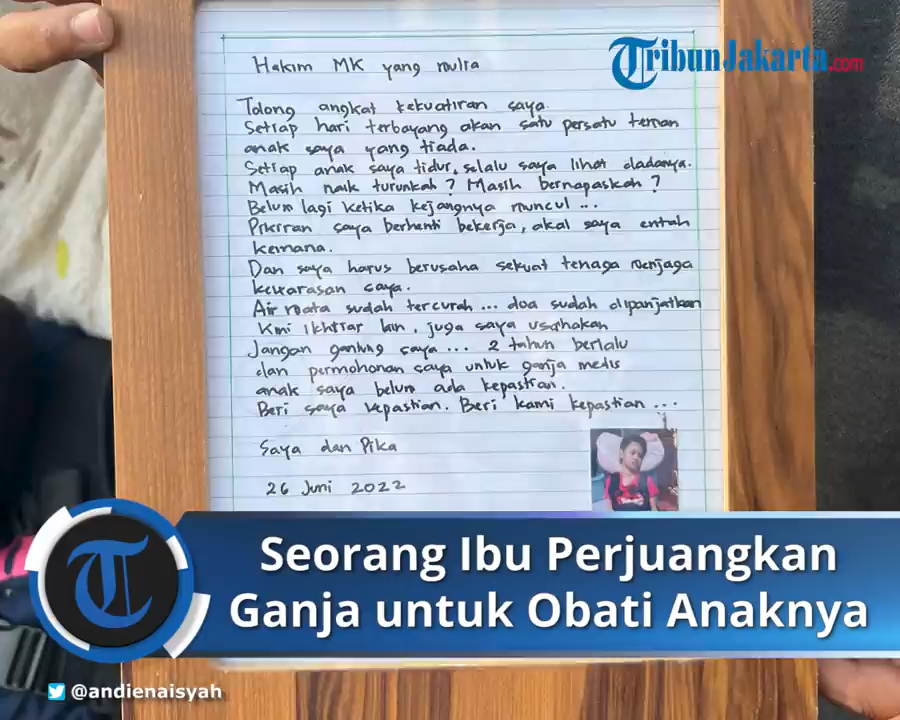 Hakim MK yang mulia
TribunJakarta.com
Tolong angkat kekuatiran saya.
Setiap hari terbayang akan satu persatu teman
anak saya yang tiada.
Setiap anak saya tidur, selalu saya lihat dadanya.
Masih naik turunkah? Masih bernapaskah?
Belum lagi ketika kejangnya muncul...
Pikiran saya berhenti bekerja, akal saya entah
kemana.
Dan saya harus berusaha sekuat tenaga menjaga
kewarasan saya.
Air mata sudah tercurah... doa sudah dipanjatkan
Kini ikhtiar lain, juga saya usahakan
Jangan gantung saya... 2 tahun berlalu
dan permohonan saya untuk ganja medis
anak saya belum ada kepastian.
Beri saya kepastian. Beri kami kepastian...
Saya dan Pika
26 Juni 2022
Seorang Ibu Perjuangkan
Ganja untuk Obati Anaknya
@andienaisyah